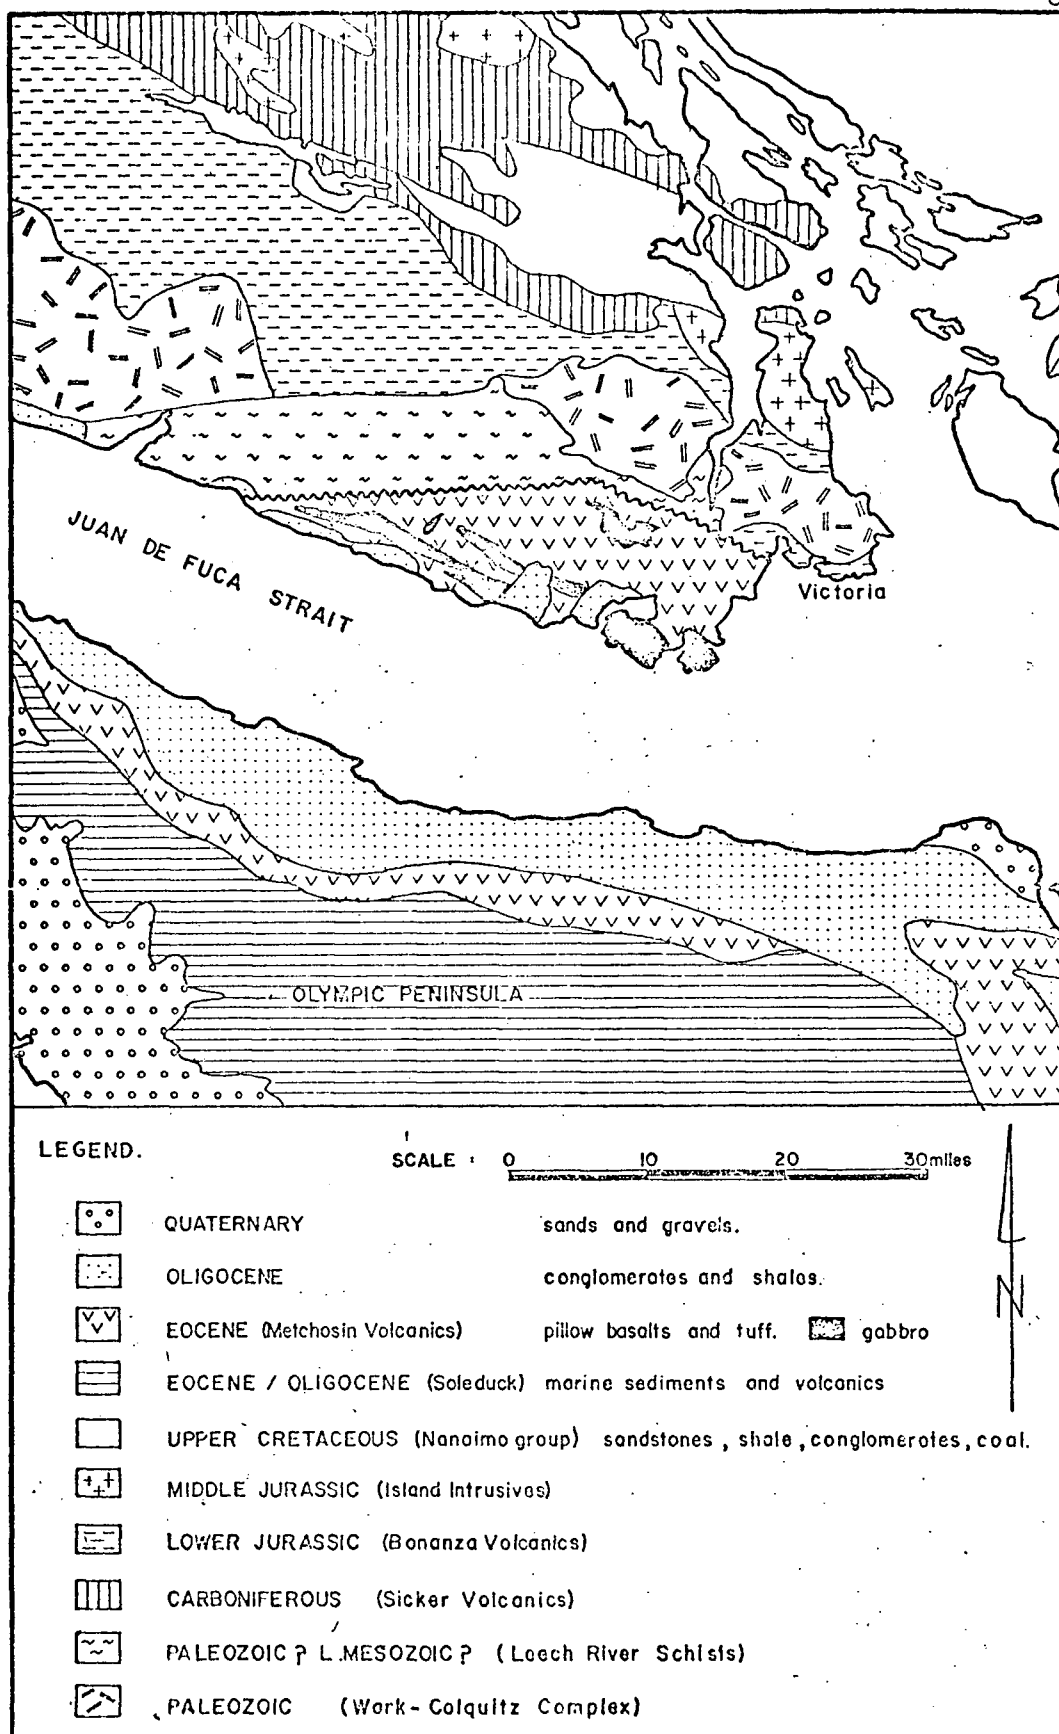 JUAN DE FUCA STRAIT
Victoria
OLYMPIC PENINSULA
LEGEND.
SCALE : 0 10 20 30miles
QUATERNARY sands and gravels.
OLIGOCENE conglomerates and shales.
EOCENE (Metchosin Volcanics) pillow basalts and tuff. gabbro
EOCENE / OLIGOCENE (Soleduck) marine sediments and volcanics
UPPER CRETACEOUS (Nanaimo group) sandstones, shale, conglomerates, coal.
MIDDLE JURASSIC (Island Intrusives)
LOWER JURASSIC (Bonanza Volcanics)
CARBONIFEROUS (Sicker Volcanics)
PALEOZOIC ? L. MESOZOIC ? (Leech River Schists)
PALEOZOIC (Wark-Colquitz Complex)
N